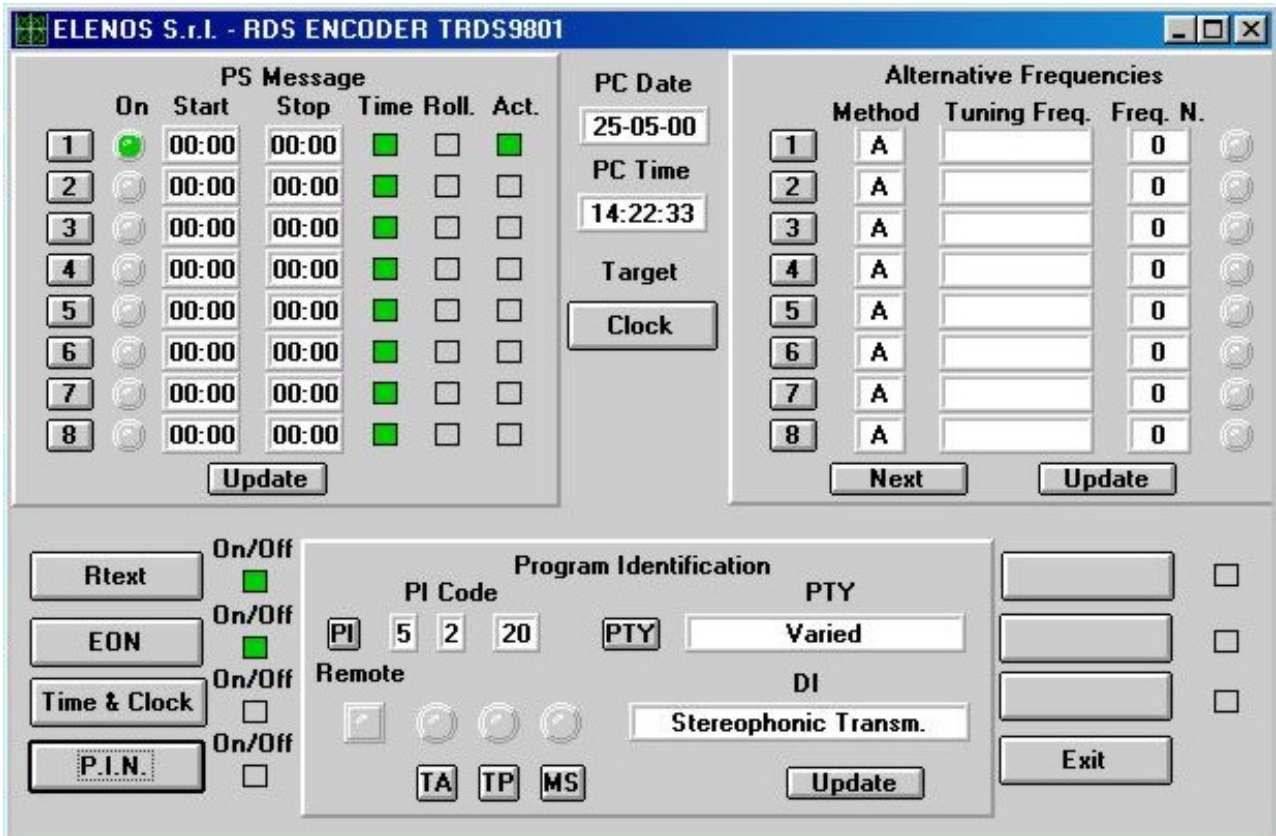 ELENOS S.r.l. - RDS ENCODER TRDS9801
PS Message
On Start Stop Time Roll. Act.
1 00:00 00:00
2 00:00 00:00
3 00:00 00:00
4 00:00 00:00
5 00:00 00:00
6 00:00 00:00
7 00:00 00:00
8 00:00 00:00
Update
PC Date
25-05-00
PC Time
14:22:33
Target
Clock
Alternative Frequencies
Method Tuning Freq. Freq. N.
1 A 0
2 A 0
3 A 0
4 A 0
5 A 0
6 A 0
7 A 0
8 A 0
Next Update
Rtext On/Off
EON On/Off
Time & Clock On/Off
P.I.N. On/Off
Program Identification
PI Code PTY
PI 5 2 20 PTY Varied
Remote DI
Stereophonic Transm.
TA TP MS Update
Exit